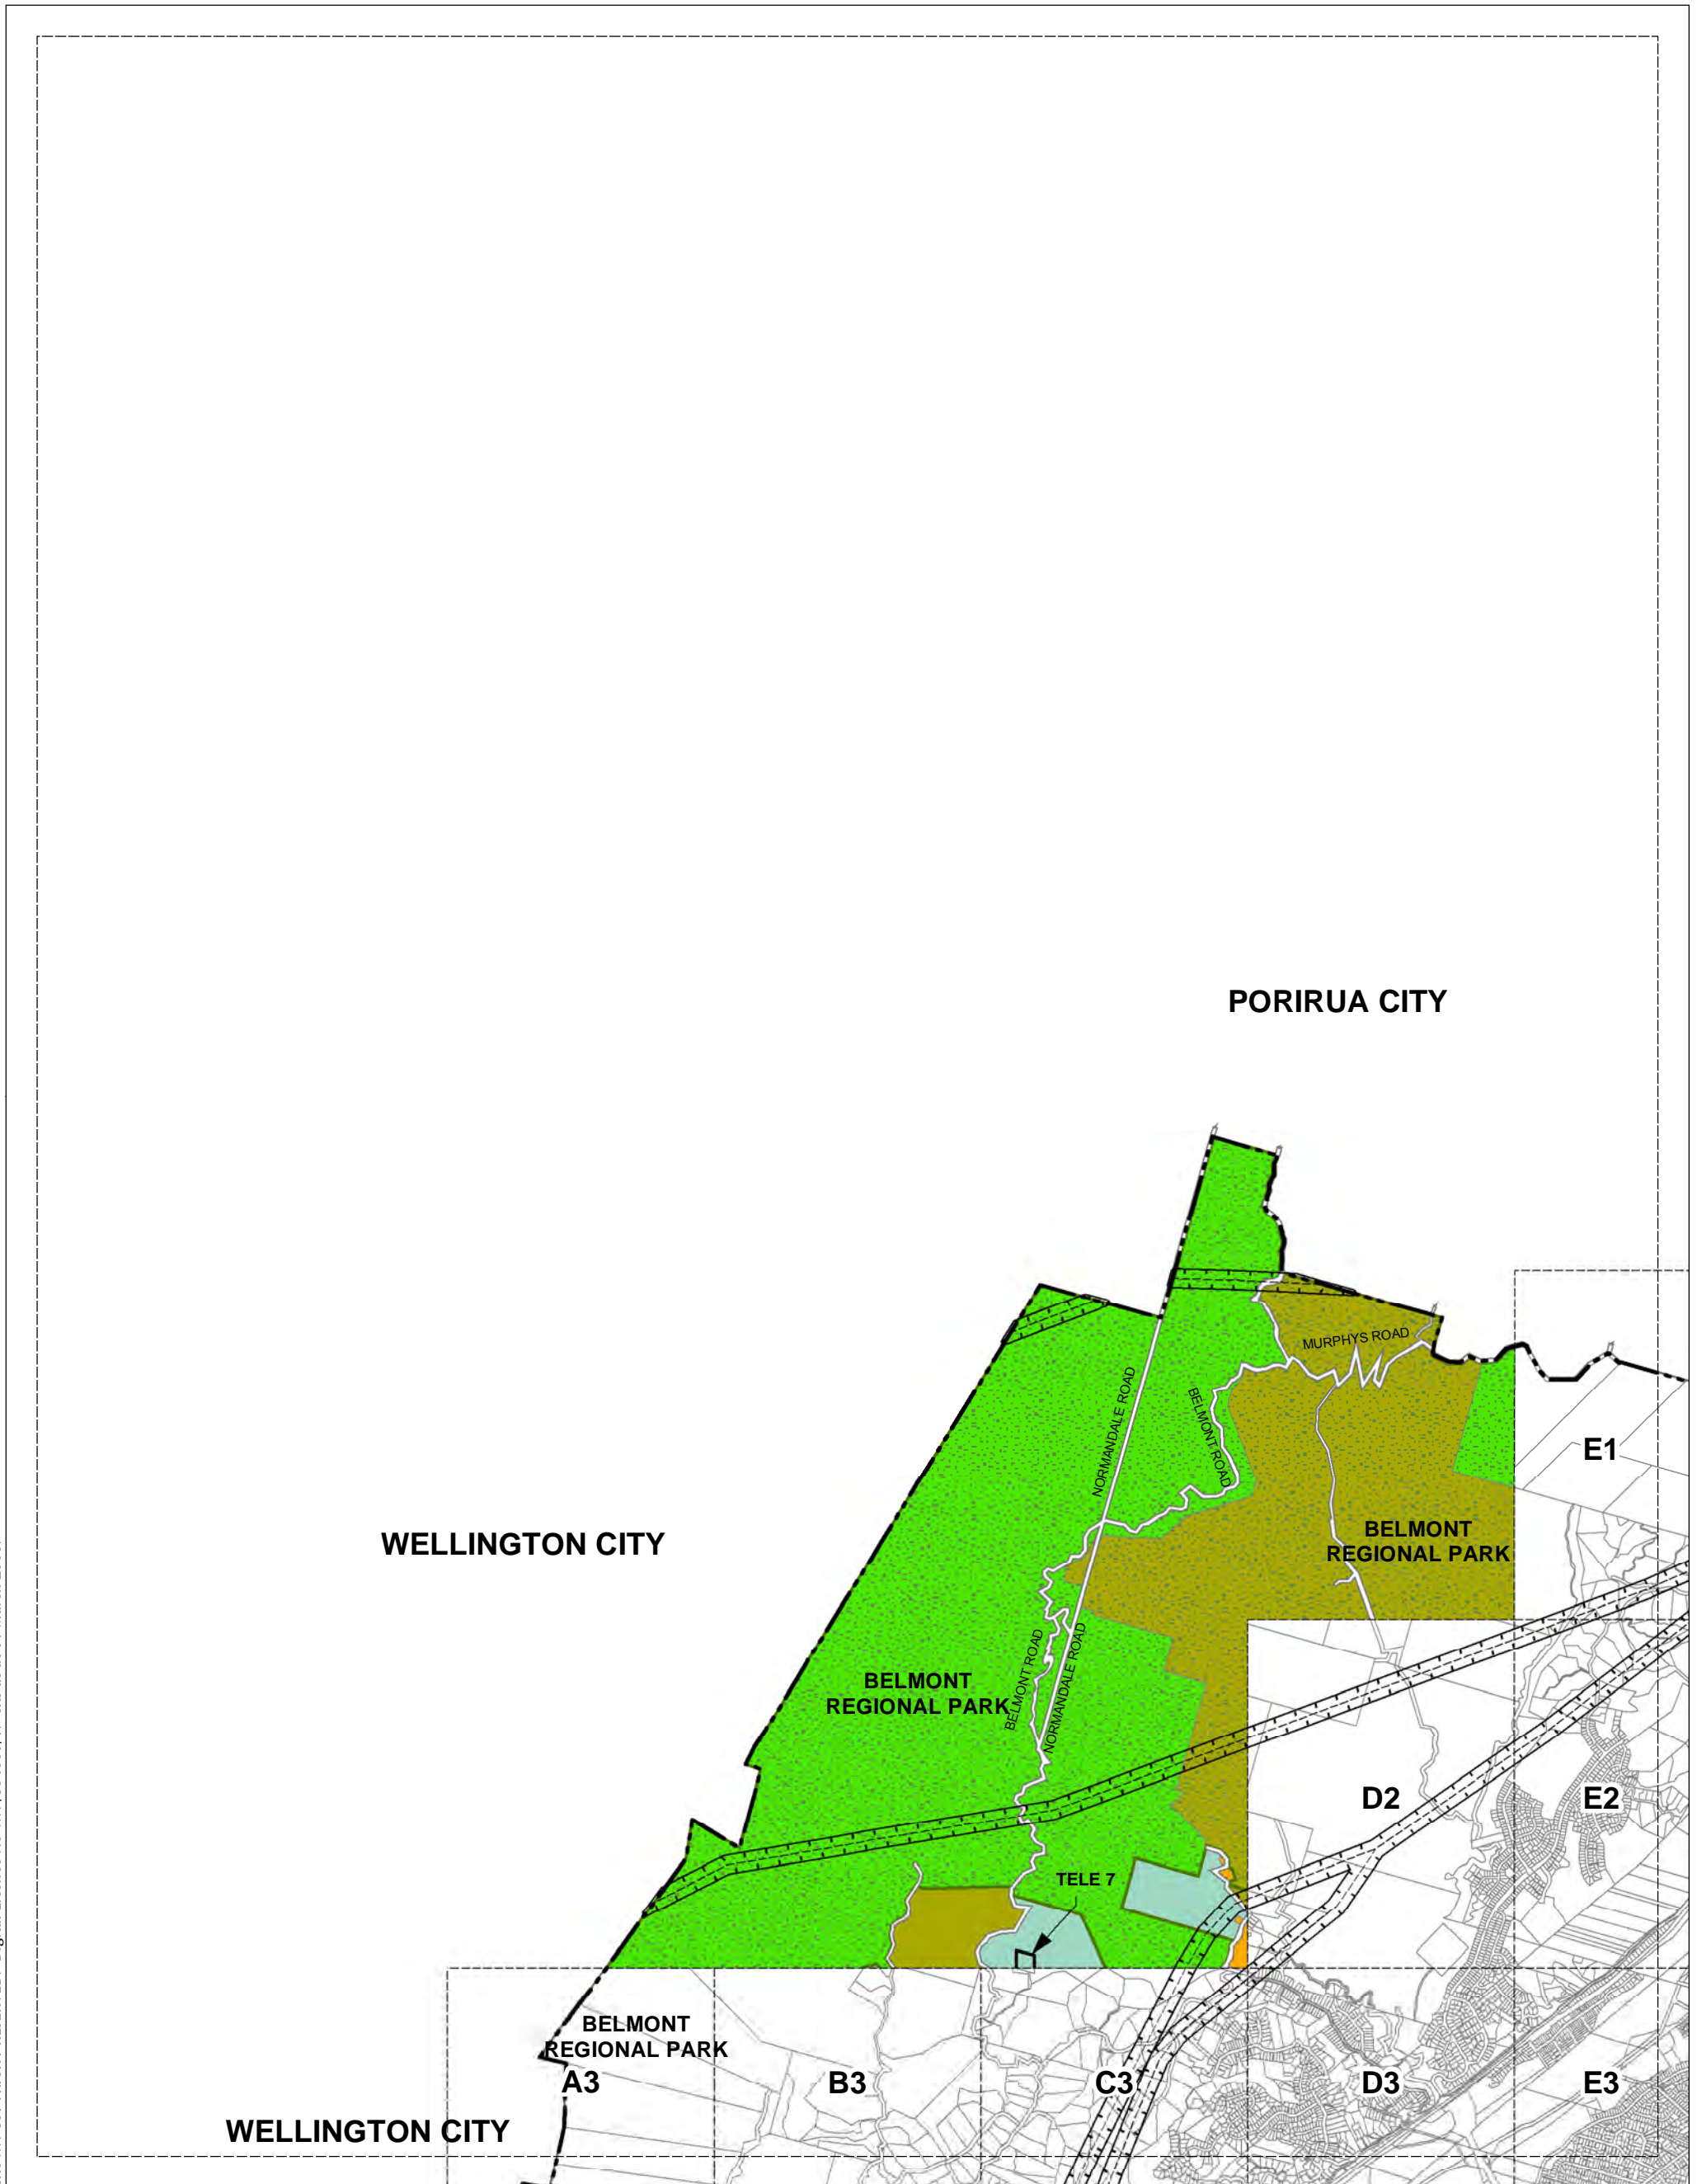 PORIRUA CITY
MURPHYS ROAD
NORMANDALE ROAD
BELMONT ROAD
E1
WELLINGTON CITY
BELMONT
REGIONAL PARK
BELMONT ROAD
NORMANDALE ROAD
BELMONT
REGIONAL PARK
D2
E2
TELE 7
BELMONT
REGIONAL PARK
A3
B3
C3
D3
E3
WELLINGTON CITY